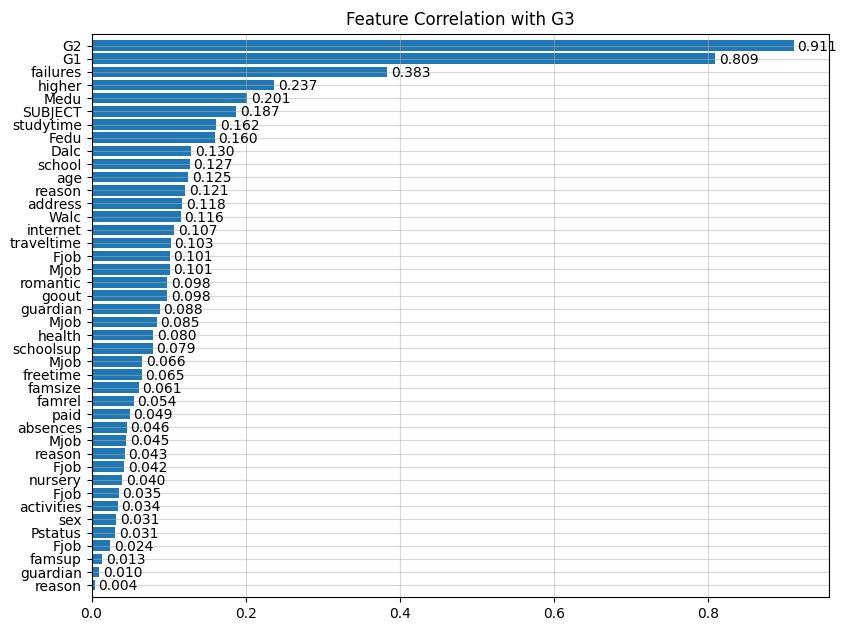 Feature Correlation with G3
G2 0.911
G1 0.809
failures 0.383
higher 0.237
Medu 0.201
SUBJECT 0.187
studytime 0.162
Fedu 0.160
Dalc 0.130
school 0.127
age 0.125
reason 0.121
address 0.118
Walc 0.116
internet 0.107
traveltime 0.103
Fjob 0.101
Mjob 0.101
romantic 0.098
goout 0.098
guardian 0.088
Mjob 0.085
health 0.080
schoolsup 0.079
Mjob 0.066
freetime 0.065
famsize 0.061
famrel 0.054
paid 0.049
absences 0.046
Mjob 0.045
reason 0.043
Fjob 0.042
nursery 0.040
Fjob 0.035
activities 0.034
sex 0.031
Pstatus 0.031
Fjob 0.024
famsup 0.013
guardian 0.010
reason 0.004
0.0 0.2 0.4 0.6 0.8